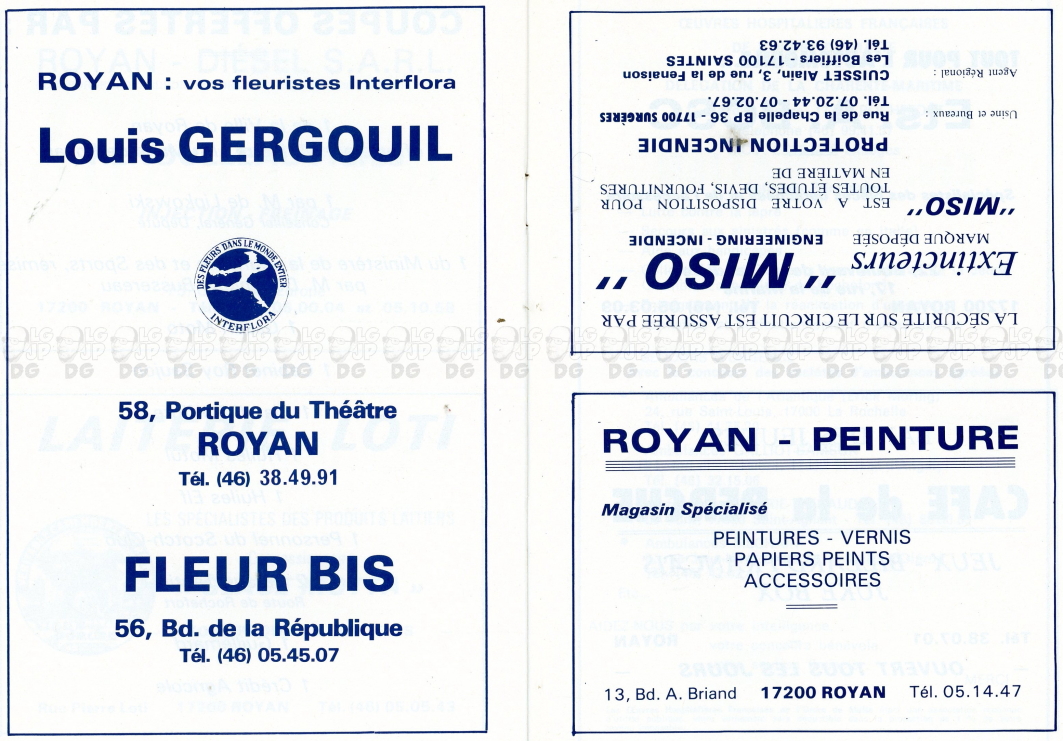 ROYAN : vos fleuristes Interflora
Louis GERGOUIL
DES FLEURS DANS LE MONDE ENTIER
INTERFLORA
58, Portique du Théâtre
ROYAN
Tél. (46) 38.49.91
FLEUR BIS
56, Bd. de la République
Tél. (46) 05.45.07
LA SÉCURITÉ SUR LE CIRCUIT EST ASSURÉE PAR
Extincteurs "MISO"
MARQUE DÉPOSÉE ENGINEERING - INCENDIE
"MISO" EST A VOTRE DISPOSITION POUR
TOUTES ÉTUDES, DEVIS, FOURNITURES
EN MATIÈRE DE
PROTECTION INCENDIE
Usine et Bureaux : Rue de la Chapelle BP 36 - 17700 SURGÈRES
Tél. 07.20.44 - 07.02.67
Agent Régional : CUISSET Alain, 3, rue de la Fenaison
Les Boiffiers - 17100 SAINTES
Tél. (46) 93.42.63
ROYAN - PEINTURE
Magasin Spécialisé
PEINTURES - VERNIS
PAPIERS PEINTS
ACCESSOIRES
13, Bd. A. Briand 17200 ROYAN Tél. 05.14.47